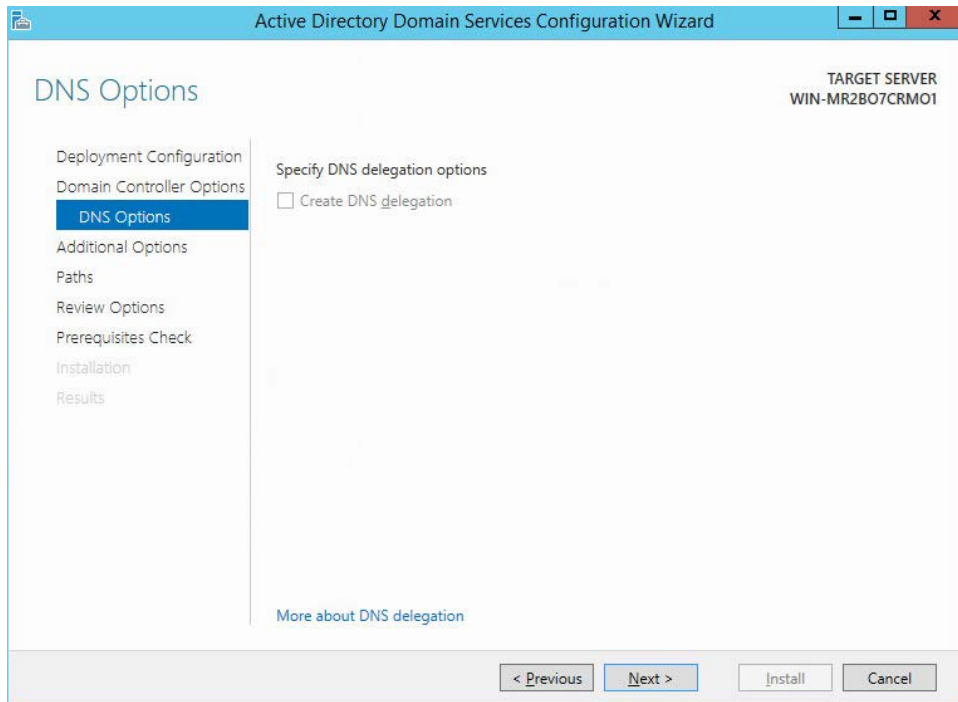 Active Directory Domain Services Configuration Wizard
DNS Options
TARGET SERVER
WIN-MR2BO7CRMO1
Deployment Configuration
Domain Controller Options
DNS Options
Additional Options
Paths
Review Options
Prerequisites Check
Installation
Results
Specify DNS delegation options
Create DNS delegation
More about DNS delegation
< Previous
Next >
Install
Cancel